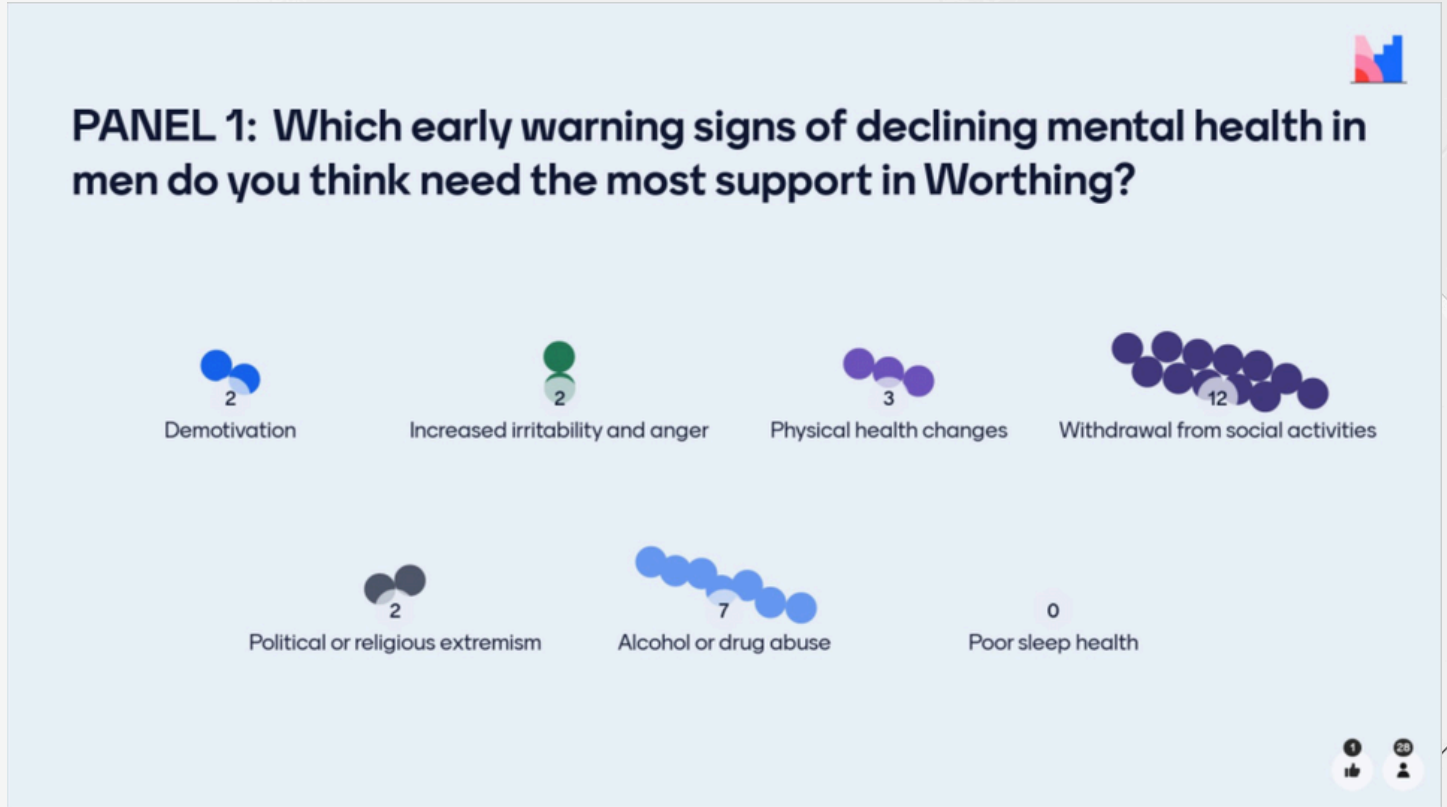 PANEL 1: Which early warning signs of declining mental health in
men do you think need the most support in Worthing?
2
Demotivation
2
Increased irritability and anger
3
Physical health changes
12
Withdrawal from social activities
2
Political or religious extremism
7
Alcohol or drug abuse
0
Poor sleep health
1
28